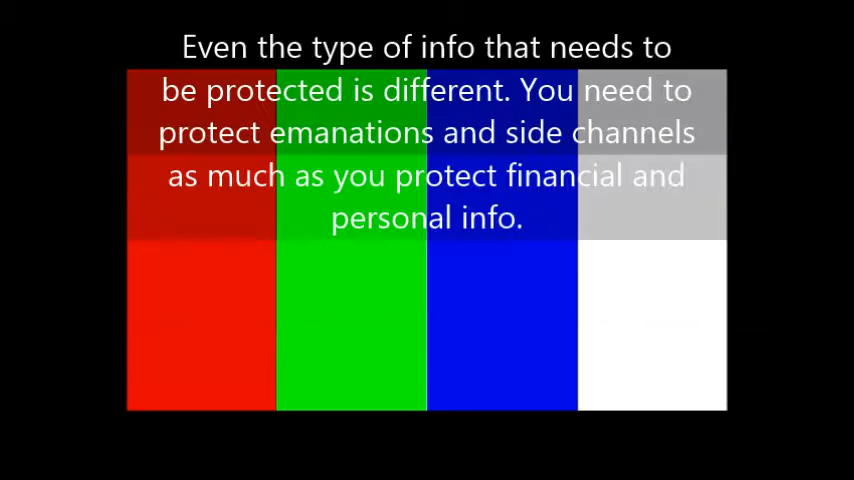 Even the type of info that needs to
be protected is different. You need to
protect emanations and side channels
as much as you protect financial and
personal info.